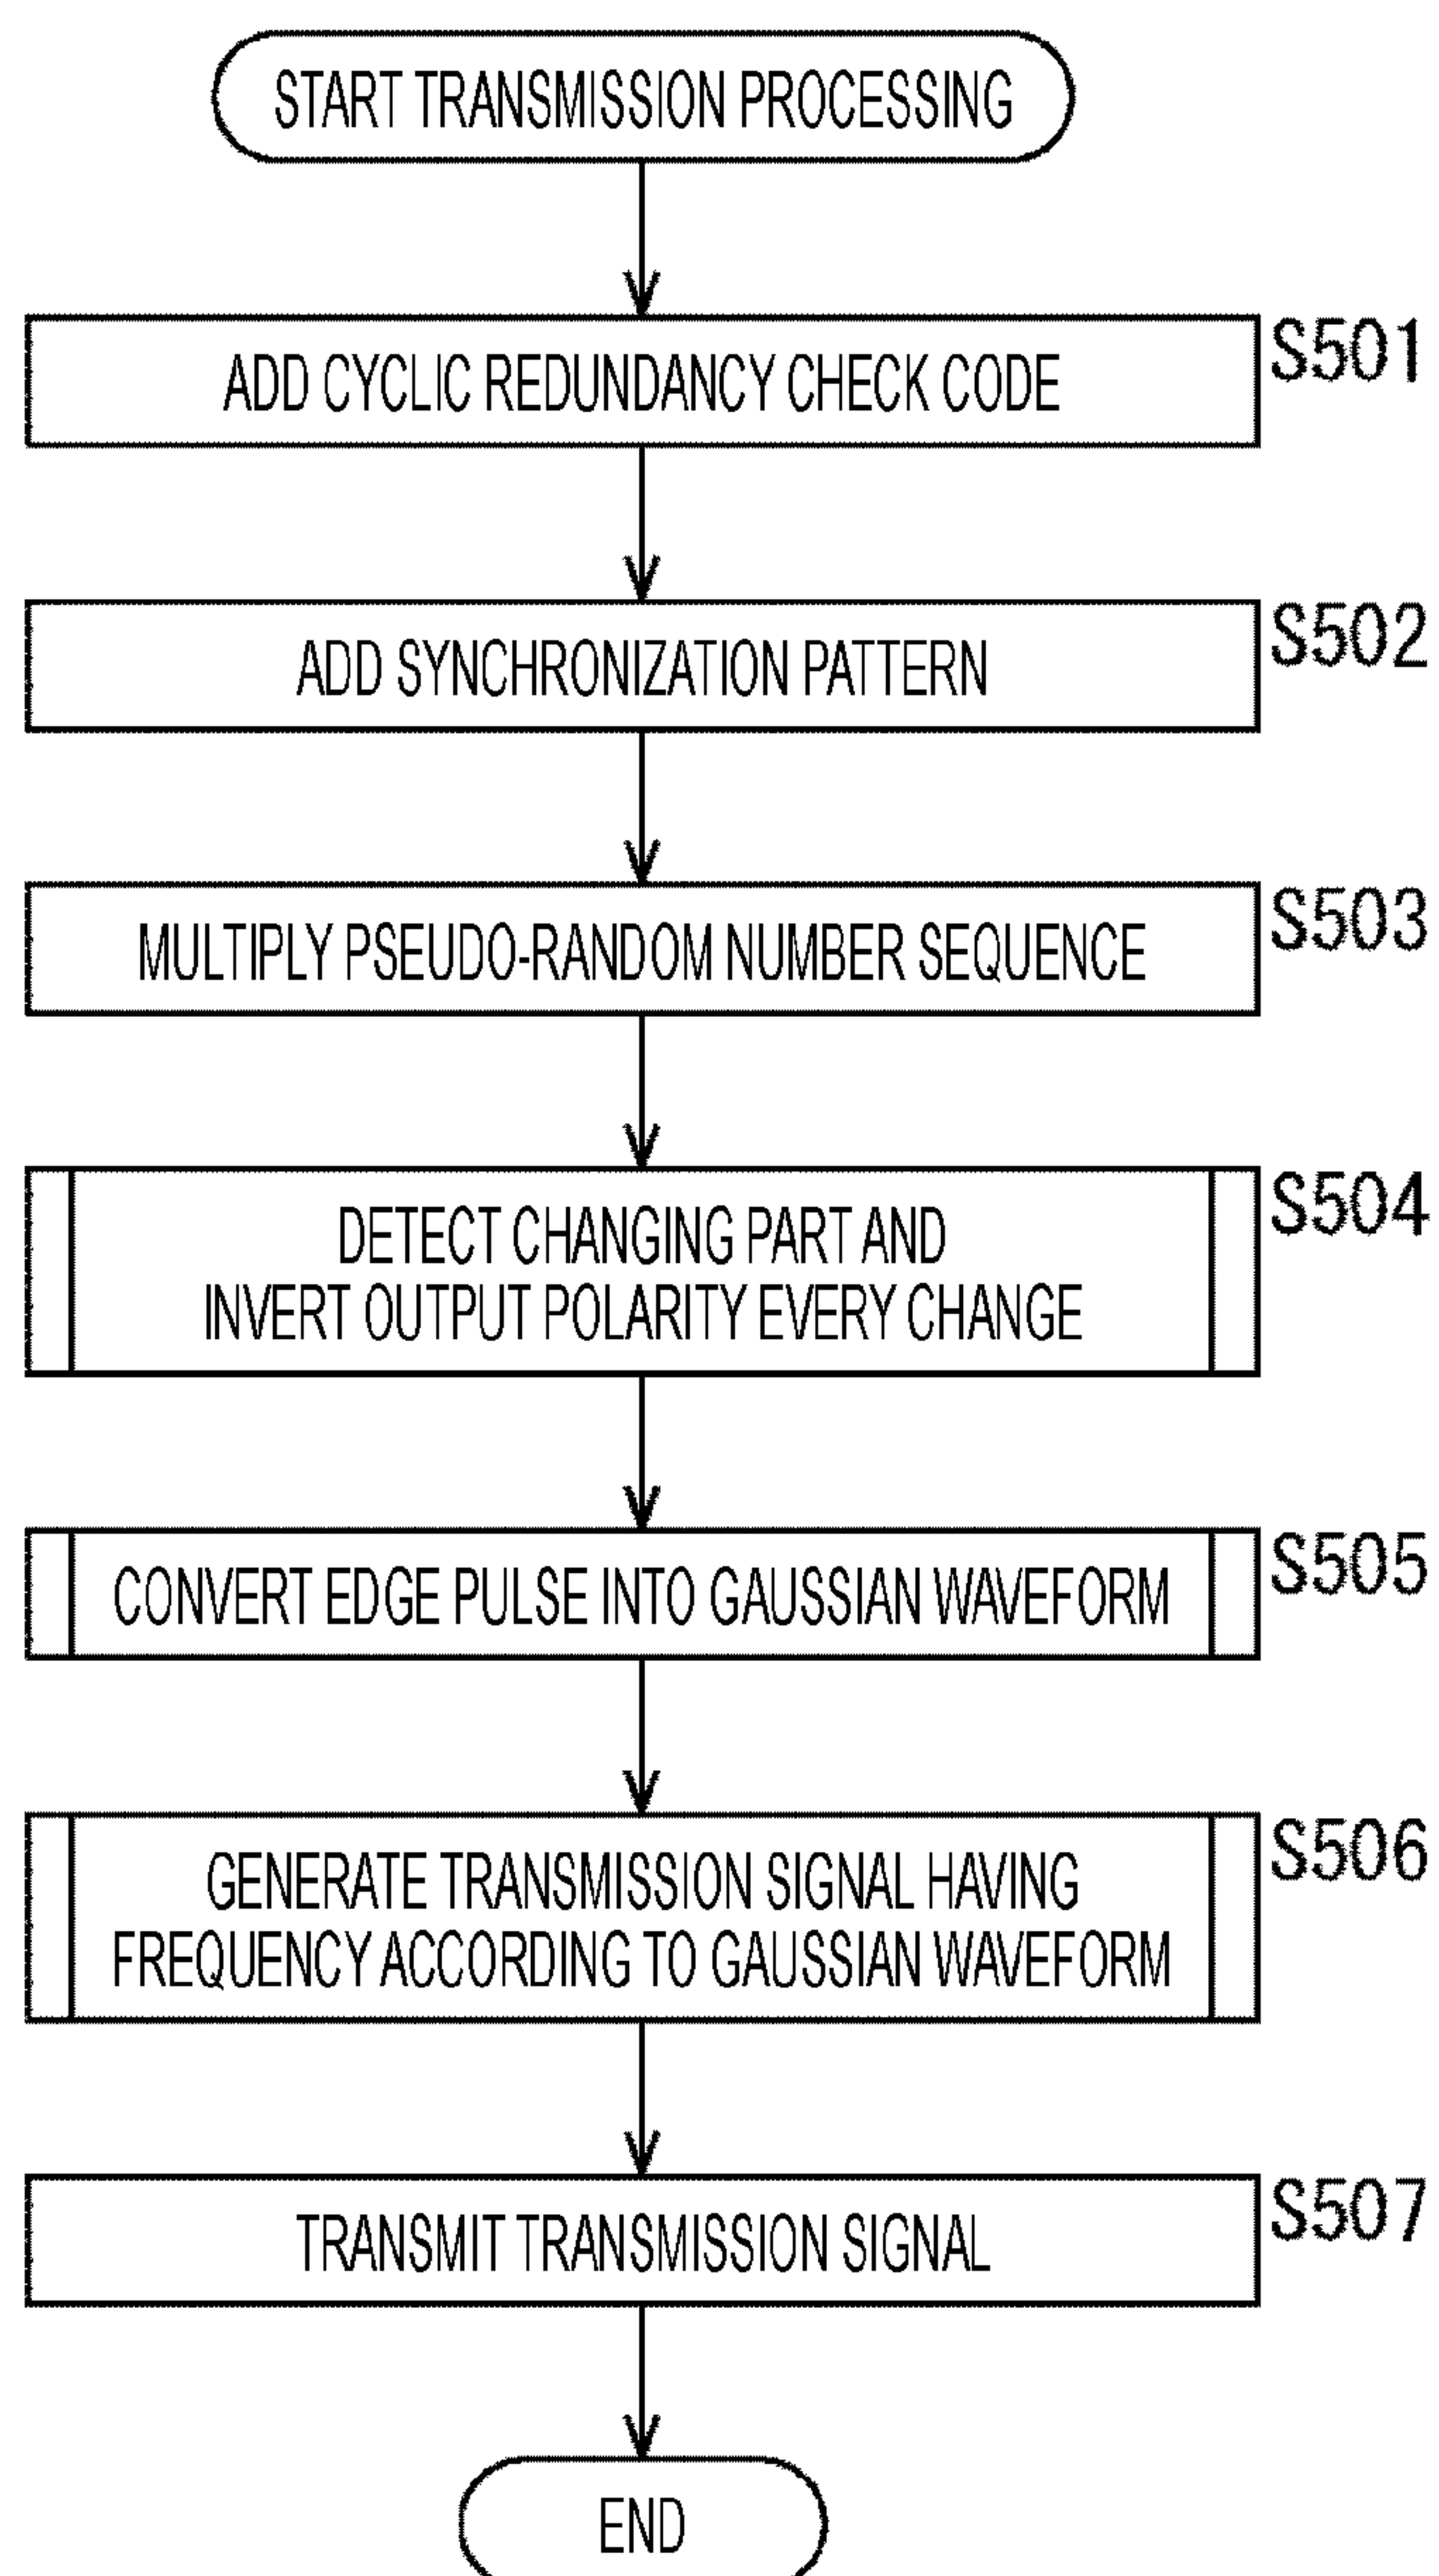 START TRANSMISSION PROCESSING
ADD CYCLIC REDUNDANCY CHECK CODE
S501
ADD SYNCHRONIZATION PATTERN
S502
MULTIPLY PSEUDO-RANDOM NUMBER SEQUENCE
S503
DETECT CHANGING PART AND
INVERT OUTPUT POLARITY EVERY CHANGE
S504
CONVERT EDGE PULSE INTO GAUSSIAN WAVEFORM
S505
GENERATE TRANSMISSION SIGNAL HAVING
FREQUENCY ACCORDING TO GAUSSIAN WAVEFORM
S506
TRANSMIT TRANSMISSION SIGNAL
S507
END